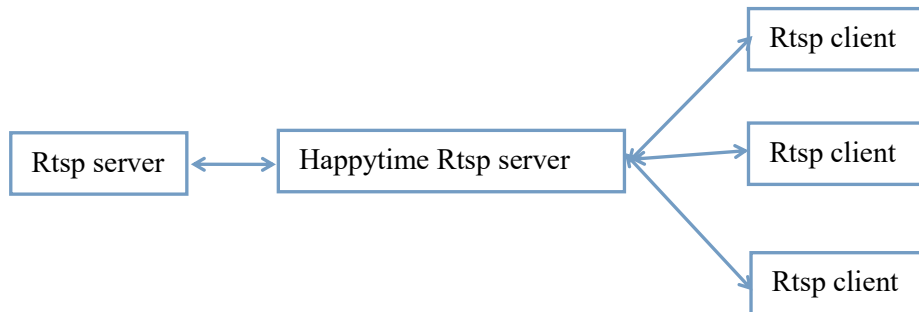 Rtsp client
Rtsp server
Happytime Rtsp server
Rtsp client
Rtsp client